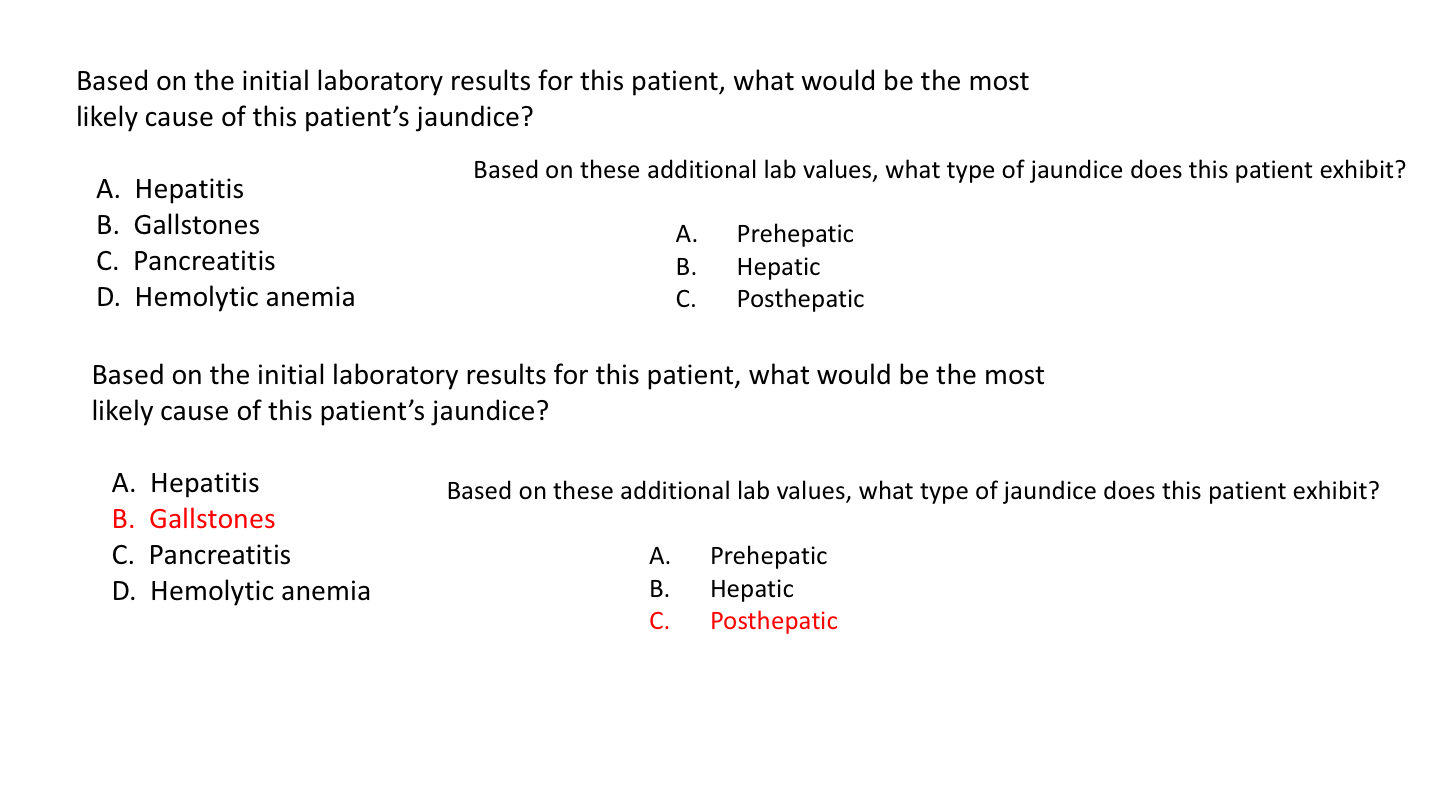 Based on the initial laboratory results for this patient, what would be the most
likely cause of this patient’s jaundice?
A. Hepatitis
B. Gallstones
C. Pancreatitis
D. Hemolytic anemia
Based on these additional lab values, what type of jaundice does this patient exhibit?
A. Prehepatic
B. Hepatic
C. Posthepatic
Based on the initial laboratory results for this patient, what would be the most
likely cause of this patient’s jaundice?
A. Hepatitis
B. Gallstones
C. Pancreatitis
D. Hemolytic anemia
Based on these additional lab values, what type of jaundice does this patient exhibit?
A. Prehepatic
B. Hepatic
C. Posthepatic